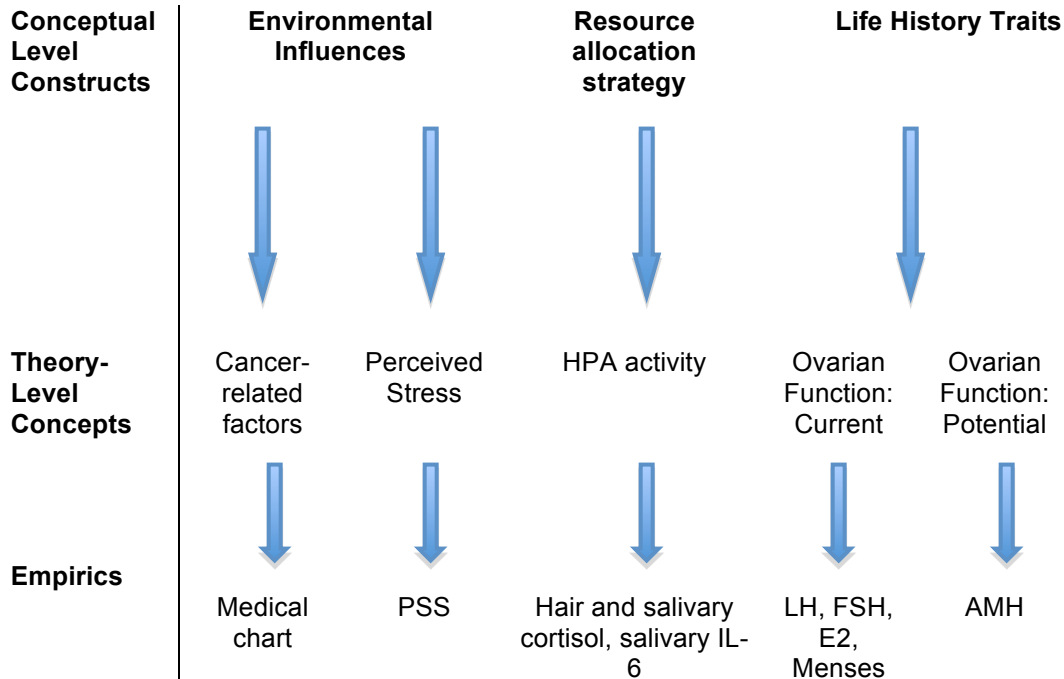 Conceptual
Level
Constructs
Environmental
Influences
Resource
allocation
strategy
Life History Traits
Theory-
Level
Concepts
Cancer-
related
factors
Perceived
Stress
HPA activity
Ovarian
Function:
Current
Ovarian
Function:
Potential
Empirics
Medical
chart
PSS
Hair and salivary
cortisol, salivary IL-
6
LH, FSH,
E2,
Menses
AMH